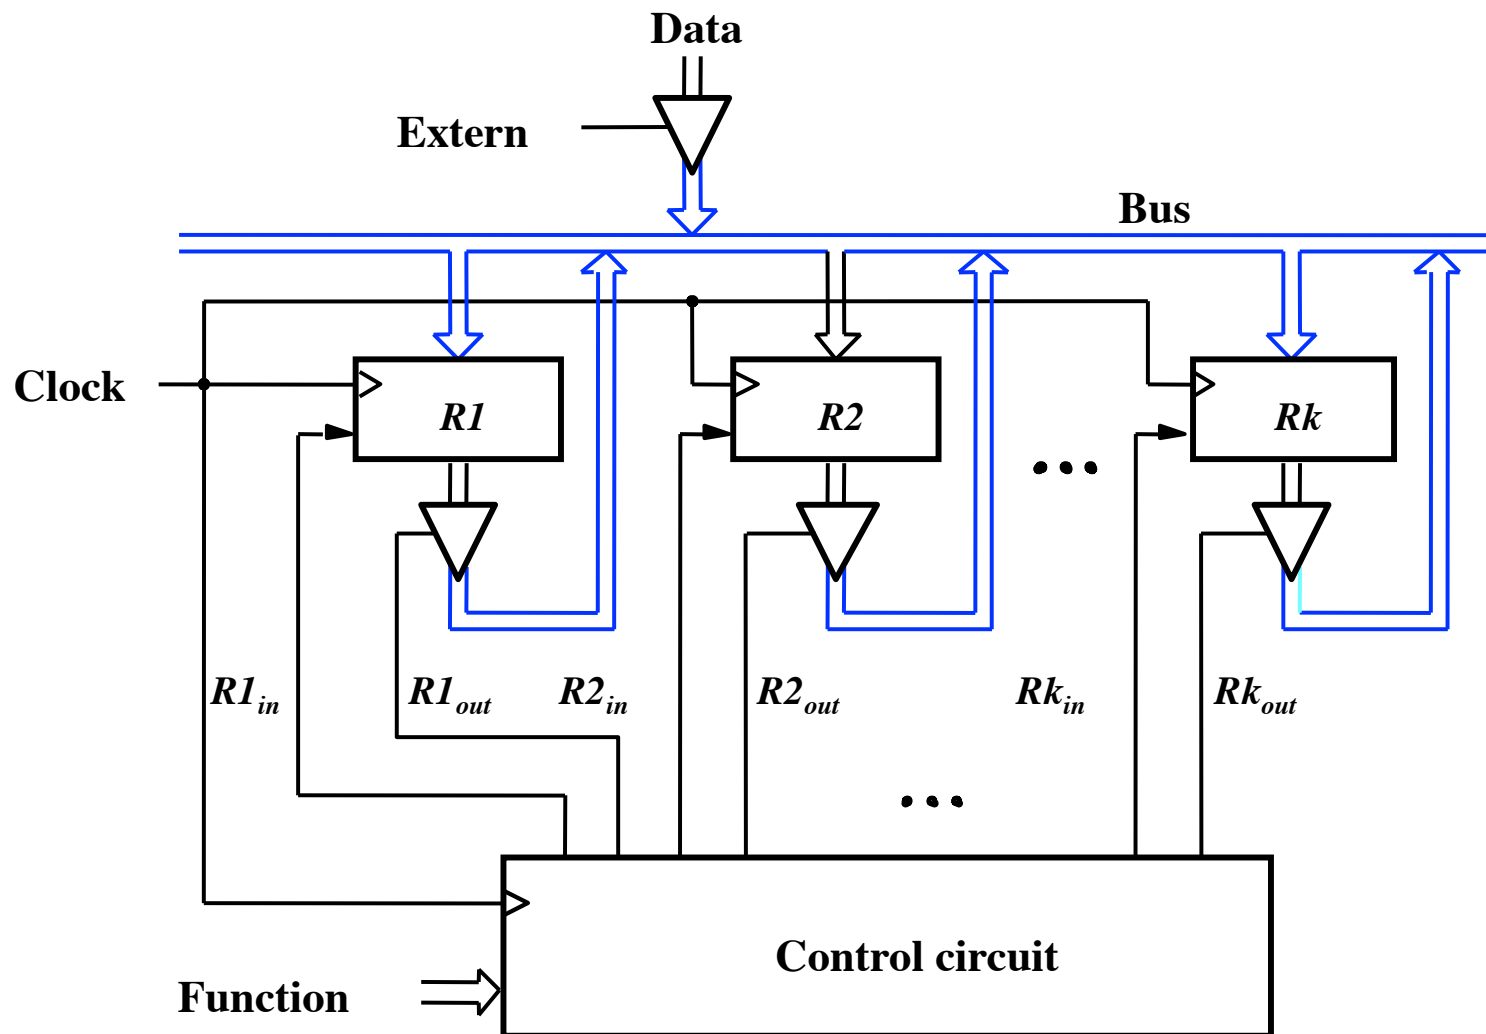 Data
Extern
Bus
Clock
R1
R2
Rk
...
R1in
R1out
R2in
R2out
Rkin
Rkout
...
Control circuit
Function